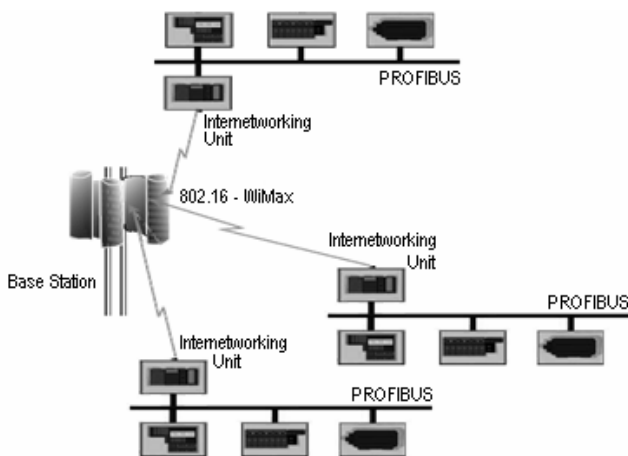 PROFIBUS
Internetworking
Unit
802.16 - WiMax
Internetworking
Unit
Base Station
PROFIBUS
Internetworking
Unit
PROFIBUS